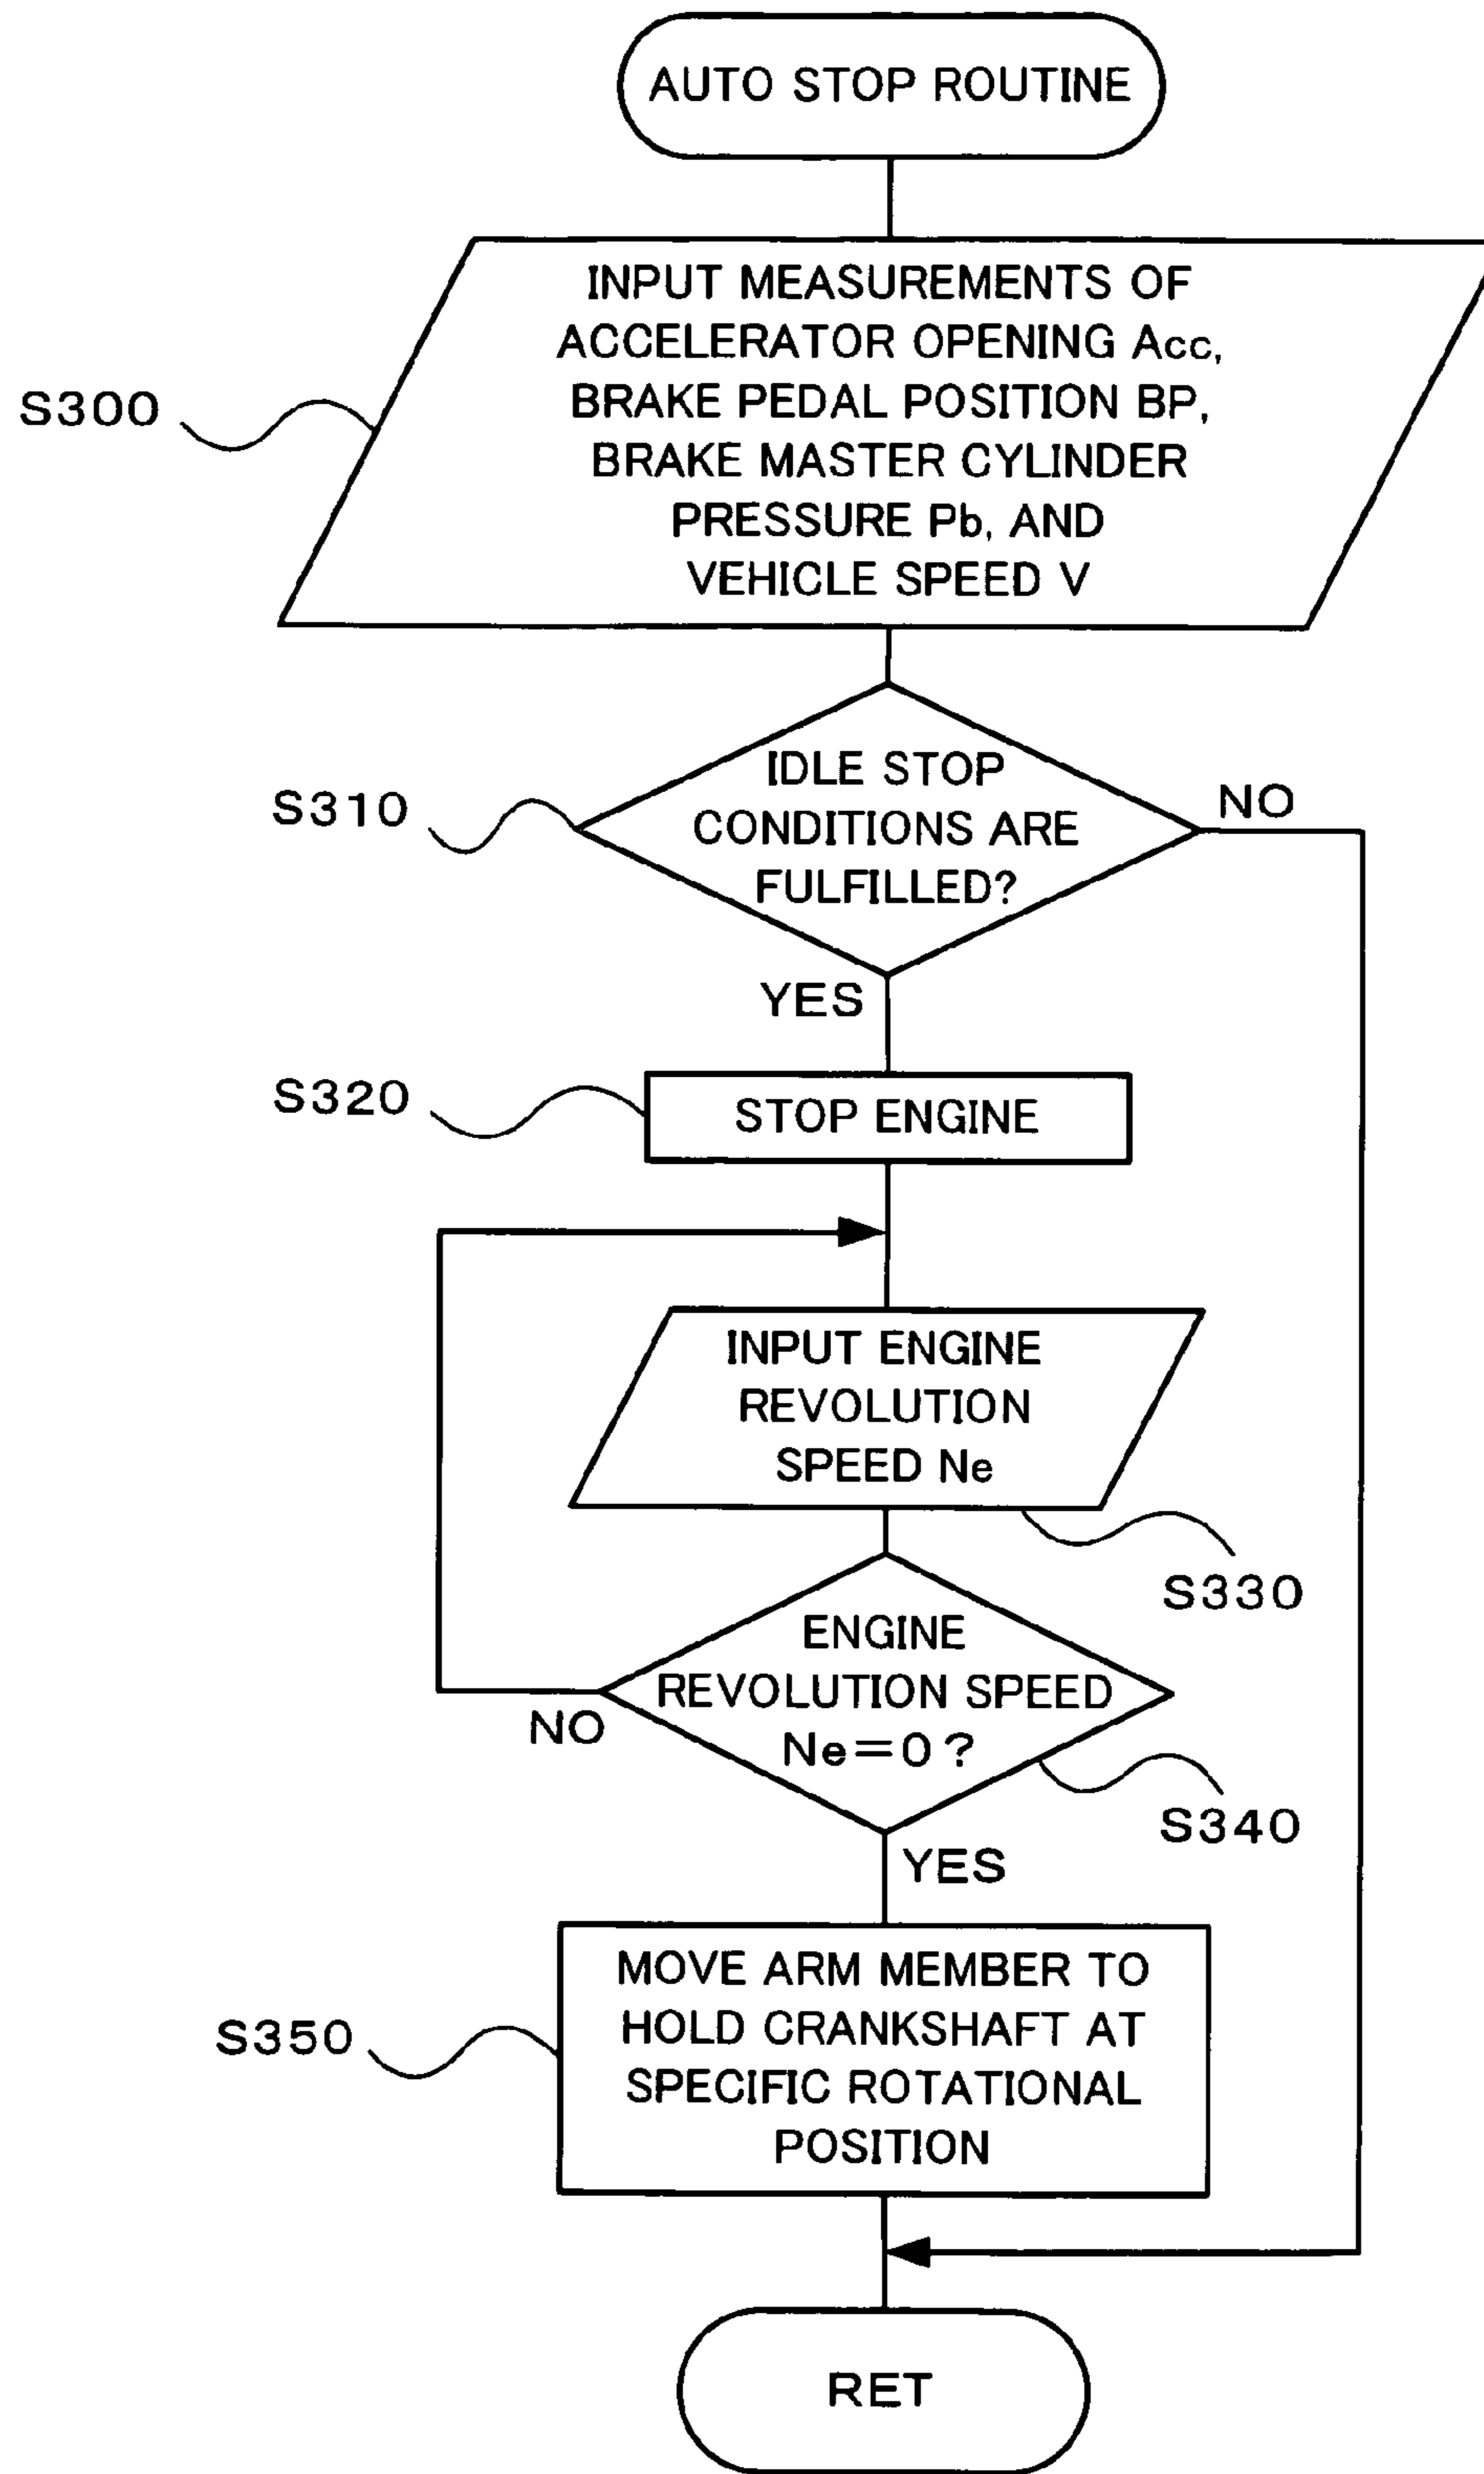 AUTO STOP ROUTINE
INPUT MEASUREMENTS OF
ACCELERATOR OPENING Acc,
BRAKE PEDAL POSITION BP,
BRAKE MASTER CYLINDER
PRESSURE Pb, AND
VEHICLE SPEED V
S300
IDLE STOP
CONDITIONS ARE
FULFILLED?
S310
NO
YES
S320
STOP ENGINE
INPUT ENGINE
REVOLUTION
SPEED Ne
S330
ENGINE
REVOLUTION SPEED
Ne=0?
NO
S340
YES
MOVE ARM MEMBER TO
HOLD CRANKSHAFT AT
SPECIFIC ROTATIONAL
POSITION
S350
RET